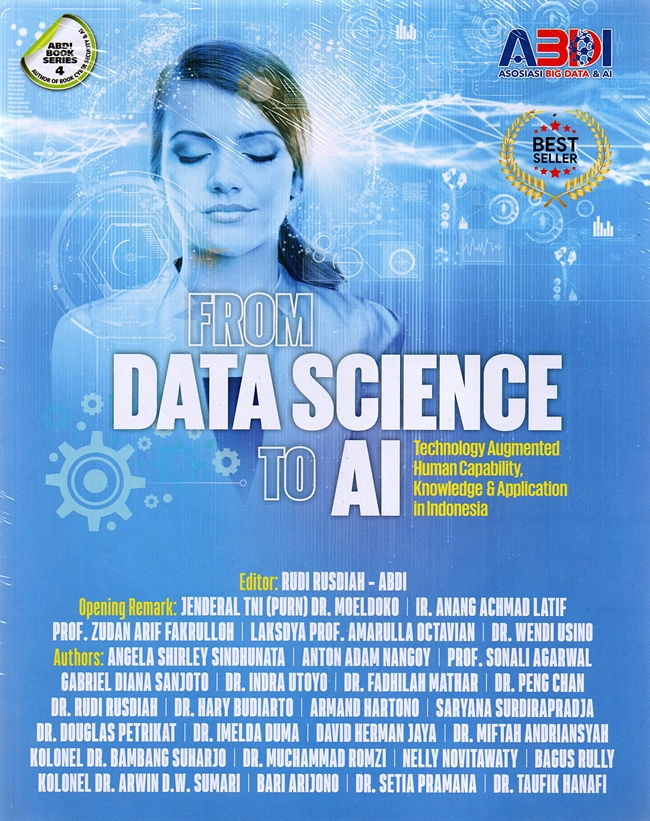 ABDI
BOOK
SERIES
4
AUTHOR OF BOOK CYBER SECURITY & AI
ABDI
ASOSIASI BIG DATA & AI
BEST
SELLER
FROM
DATA SCIENCE
TO AI
Technology Augmented
Human Capability,
Knowledge & Application
in Indonesia
Editor: RUDI RUSDIAH - ABDI
Opening Remark: JENDERAL TNI (PURN) DR. MOELDOKO | IR. ANANG ACHMAD LATIF
PROF. ZUDAN ARIF FAKRULLOH | LAKSDYA PROF. AMARULLA OCTAVIAN | DR. WENDI USINO
Authors: ANGELA SHIRLEY SINDHUNATA | ANTON ADAM NANGOY | PROF. SONALI AGARWAL
GABRIEL DIANA SANJOTO | DR. INDRA UTOYO | DR. FADHILAH MATHAR | DR. PENG CHAN
DR. RUDI RUSDIAH | DR. HARY BUDIARTO | ARMAND HARTONO | SARYANA SURDIRAPRADJA
DR. DOUGLAS PETRIKAT | DR. IMELDA DUMA | DAVID HERMAN JAYA | DR. MIFTAH ANDRIANSYAH
KOLONEL DR. BAMBANG SUHARJO | DR. MUCHAMMAD ROMZI | NELLY NOVITAWATY | BAGUS RULLY
KOLONEL DR. ARWIN D.W. SUMARI | BARI ARIJONO | DR. SETIA PRAMANA | DR. TAUFIK HANAFI